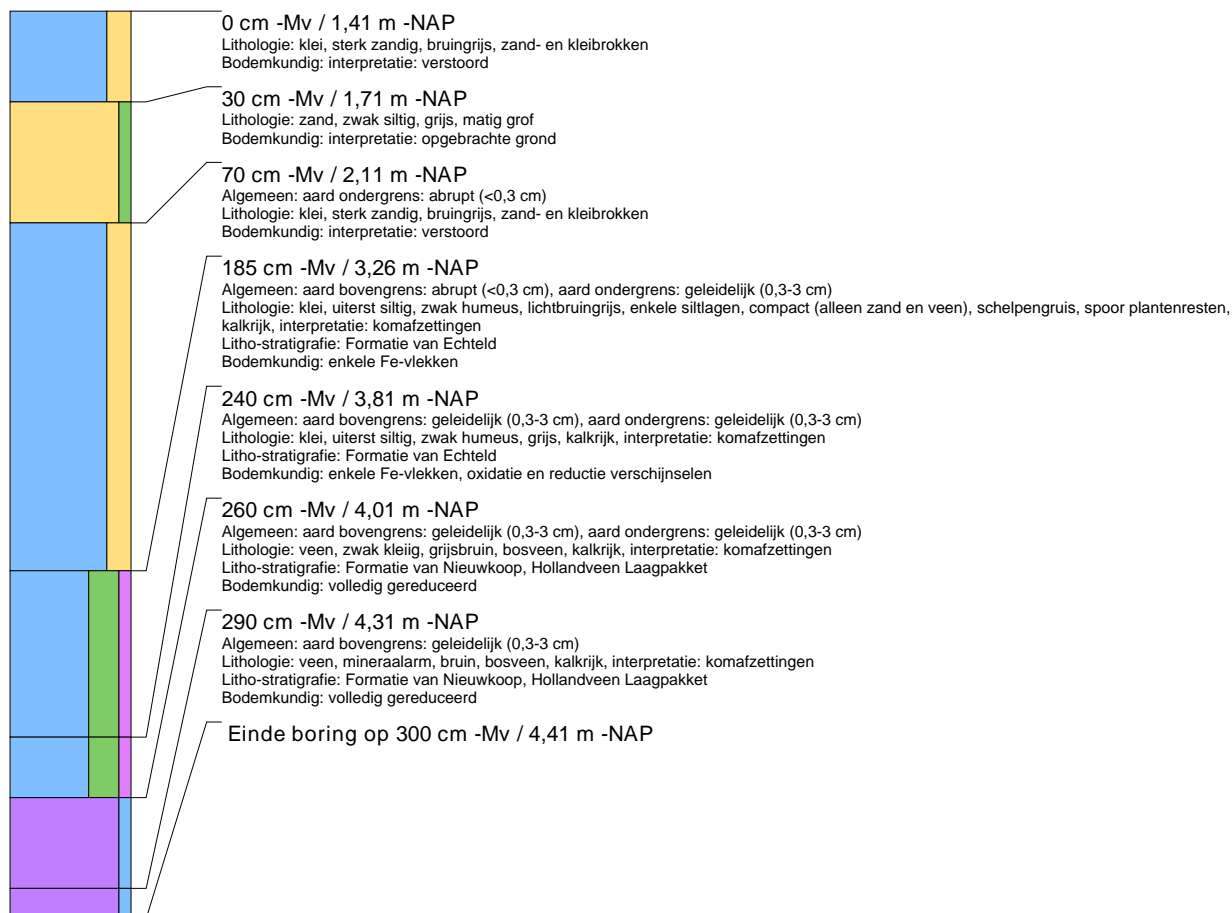 0 cm -Mv / 1,41 m -NAP
Lithologie: klei, sterk zandig, bruingrijs, zand- en kleibrokken
Bodemkundig: interpretatie: verstoord
30 cm -Mv / 1,71 m -NAP
Lithologie: zand, zwak siltig, grijs, matig grof
Bodemkundig: interpretatie: opgebrachte grond
70 cm -Mv / 2,11 m -NAP
Algemeen: aard ondergrens: abrupt (<0,3 cm)
Lithologie: klei, sterk zandig, bruingrijs, zand- en kleibrokken
Bodemkundig: interpretatie: verstoord
185 cm -Mv / 3,26 m -NAP
Algemeen: aard bovengrens: abrupt (<0,3 cm), aard ondergrens: geleidelijk (0,3-3 cm)
Lithologie: klei, uiterst siltig, zwak humeus, lichtbruingrijs, enkele siltlagen, compact (alleen zand en veen), schelpengruis, spoor plantenresten,
kalkrijk, interpretatie: komafzettingen
Litho-stratigrafie: Formatie van Echteld
Bodemkundig: enkele Fe-vlekken
240 cm -Mv / 3,81 m -NAP
Algemeen: aard bovengrens: geleidelijk (0,3-3 cm), aard ondergrens: geleidelijk (0,3-3 cm)
Lithologie: klei, uiterst siltig, zwak humeus, grijs, kalkrijk, interpretatie: komafzettingen
Litho-stratigrafie: Formatie van Echteld
Bodemkundig: enkele Fe-vlekken, oxidatie en reductie verschijnselen
260 cm -Mv / 4,01 m -NAP
Algemeen: aard bovengrens: geleidelijk (0,3-3 cm), aard ondergrens: geleidelijk (0,3-3 cm)
Lithologie: veen, zwak kleiig, grijsbruin, bosveen, kalkrijk, interpretatie: komafzettingen
Litho-stratigrafie: Formatie van Nieuwkoop, Hollandveen Laagpakket
Bodemkundig: volledig gereduceerd
290 cm -Mv / 4,31 m -NAP
Algemeen: aard bovengrens: geleidelijk (0,3-3 cm)
Lithologie: veen, mineraalarm, bruin, bosveen, kalkrijk, interpretatie: komafzettingen
Litho-stratigrafie: Formatie van Nieuwkoop, Hollandveen Laagpakket
Bodemkundig: volledig gereduceerd
Einde boring op 300 cm -Mv / 4,41 m -NAP